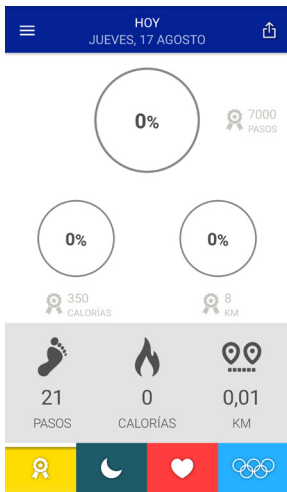 HOY
JUEVES, 17 AGOSTO
0%
7000
PASOS
0%
0%
350
CALORÍAS
8
KM
21
0
0,01
PASOS
CALORÍAS
KM